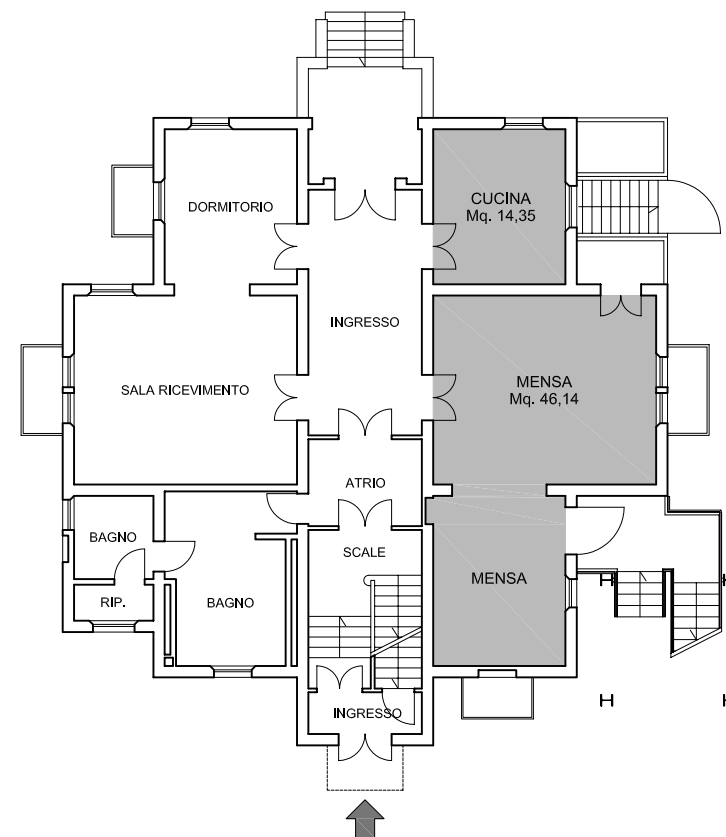 DORMITORIO
CUCINA
Mq. 14,35
INGRESSO
SALA RICEVIMENTO
MENSA
Mq. 46,14
ATRIO
BAGNO
SCALE
RIP.
BAGNO
MENSA
INGRESSO
H
H
H
H